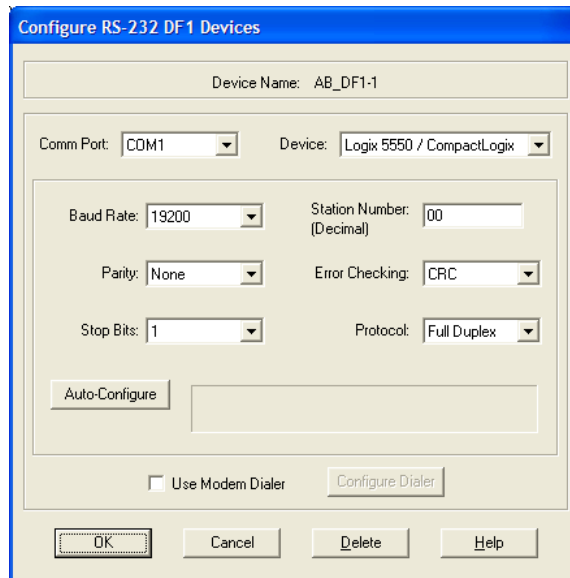 Configure RS-232 DF1 Devices
Device Name: AB_DF1-1
Comm Port: COM1 Device: Logix 5550 / CompactLogix
Baud Rate: 19200 Station Number: 00
(Decimal)
Parity: None Error Checking: CRC
Stop Bits: 1 Protocol: Full Duplex
Auto-Configure
Use Modem Dialer Configure Dialer
OK Cancel Delete Help